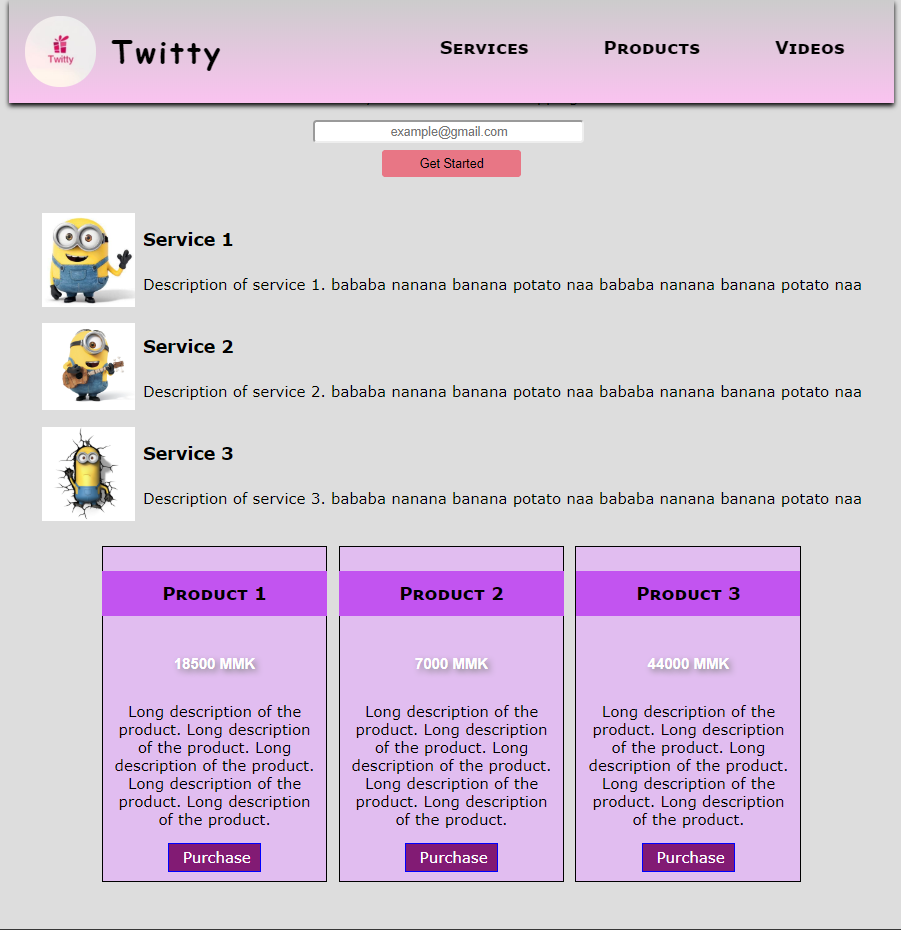 Twitty
Twitty
Services Products Videos
example@gmail.com
Get Started
Service 1
Description of service 1. bababa nanana banana potato naa bababa nanana banana potato naa
Service 2
Description of service 2. bababa nanana banana potato naa bababa nanana banana potato naa
Service 3
Description of service 3. bababa nanana banana potato naa bababa nanana banana potato naa
Product 1
18500 MMK
Long description of the
product. Long description
of the product. Long
description of the product.
Long description of the
product. Long description
of the product.
Purchase
Product 2
7000 MMK
Long description of the
product. Long description
of the product. Long
description of the product.
Long description of the
product. Long description
of the product.
Purchase
Product 3
44000 MMK
Long description of the
product. Long description
of the product. Long
description of the product.
Long description of the
product. Long description
of the product.
Purchase